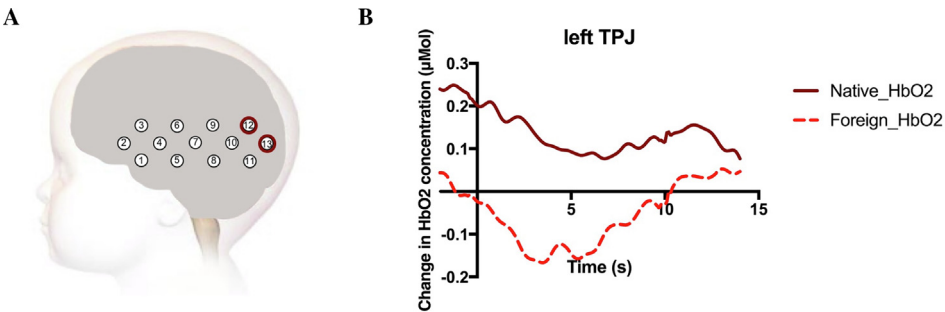 A
3 6 9 12
2 4 7 10 13
1 5 8 11
B
left TPJ
Change in HbO2 concentration (µMol)
0.3
0.2
0.1
-0.1
-0.2
5 10 15
Time (s)
Native_HbO2
Foreign_HbO2